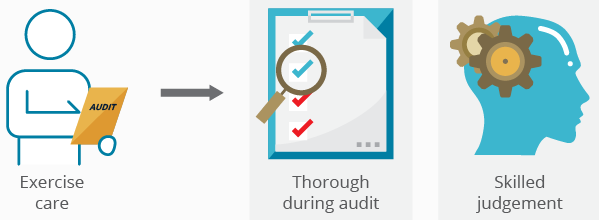 AUDIT
Exercise
care
Thorough
during audit
Skilled
judgement